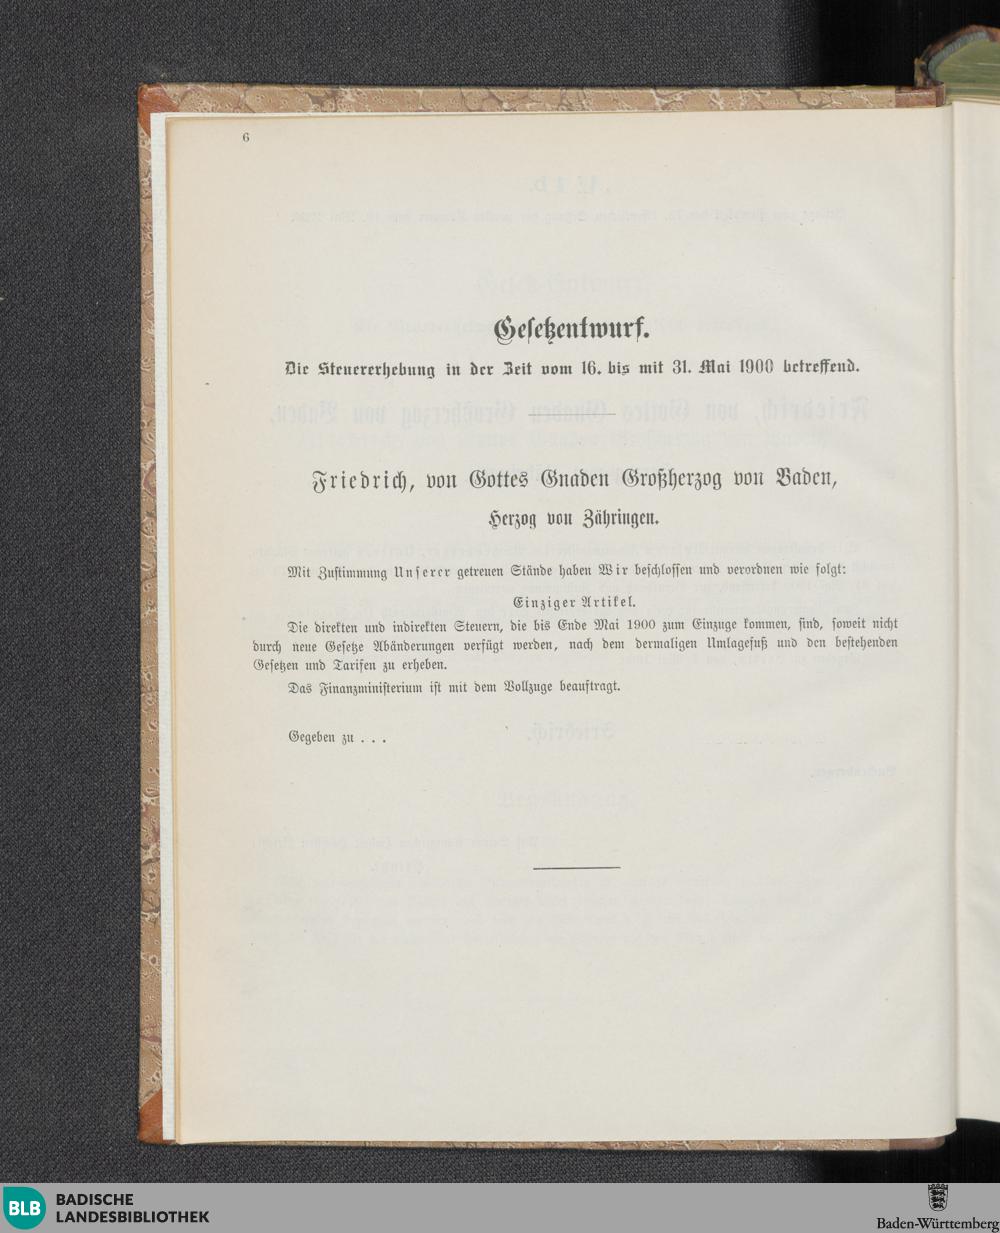 6
Gesetzentwurf.
Die Steuererhebung in der Zeit vom 16. bis mit 31. Mai 1900 betreffend.
Friedrich, von Gottes Gnaden Großherzog von Baden,
Herzog von Zähringen.
Mit Zustimmung Unserer getreuen Stände haben Wir beschlossen und verordnen wie folgt:
Einziger Artikel.
Die direkten und indirekten Steuern, die bis Ende Mai 1900 zum Einzuge kommen, sind, soweit nicht
durch neue Gesetze Abänderungen verfügt werden, nach dem dermaligen Umlagefuß und den bestehenden
Gesetzen und Tarifen zu erheben.
Das Finanzministerium ist mit dem Vollzuge beauftragt.
Gegeben zu . . .
BLB
BADISCHE
LANDESBIBLIOTHEK
Baden-Württemberg